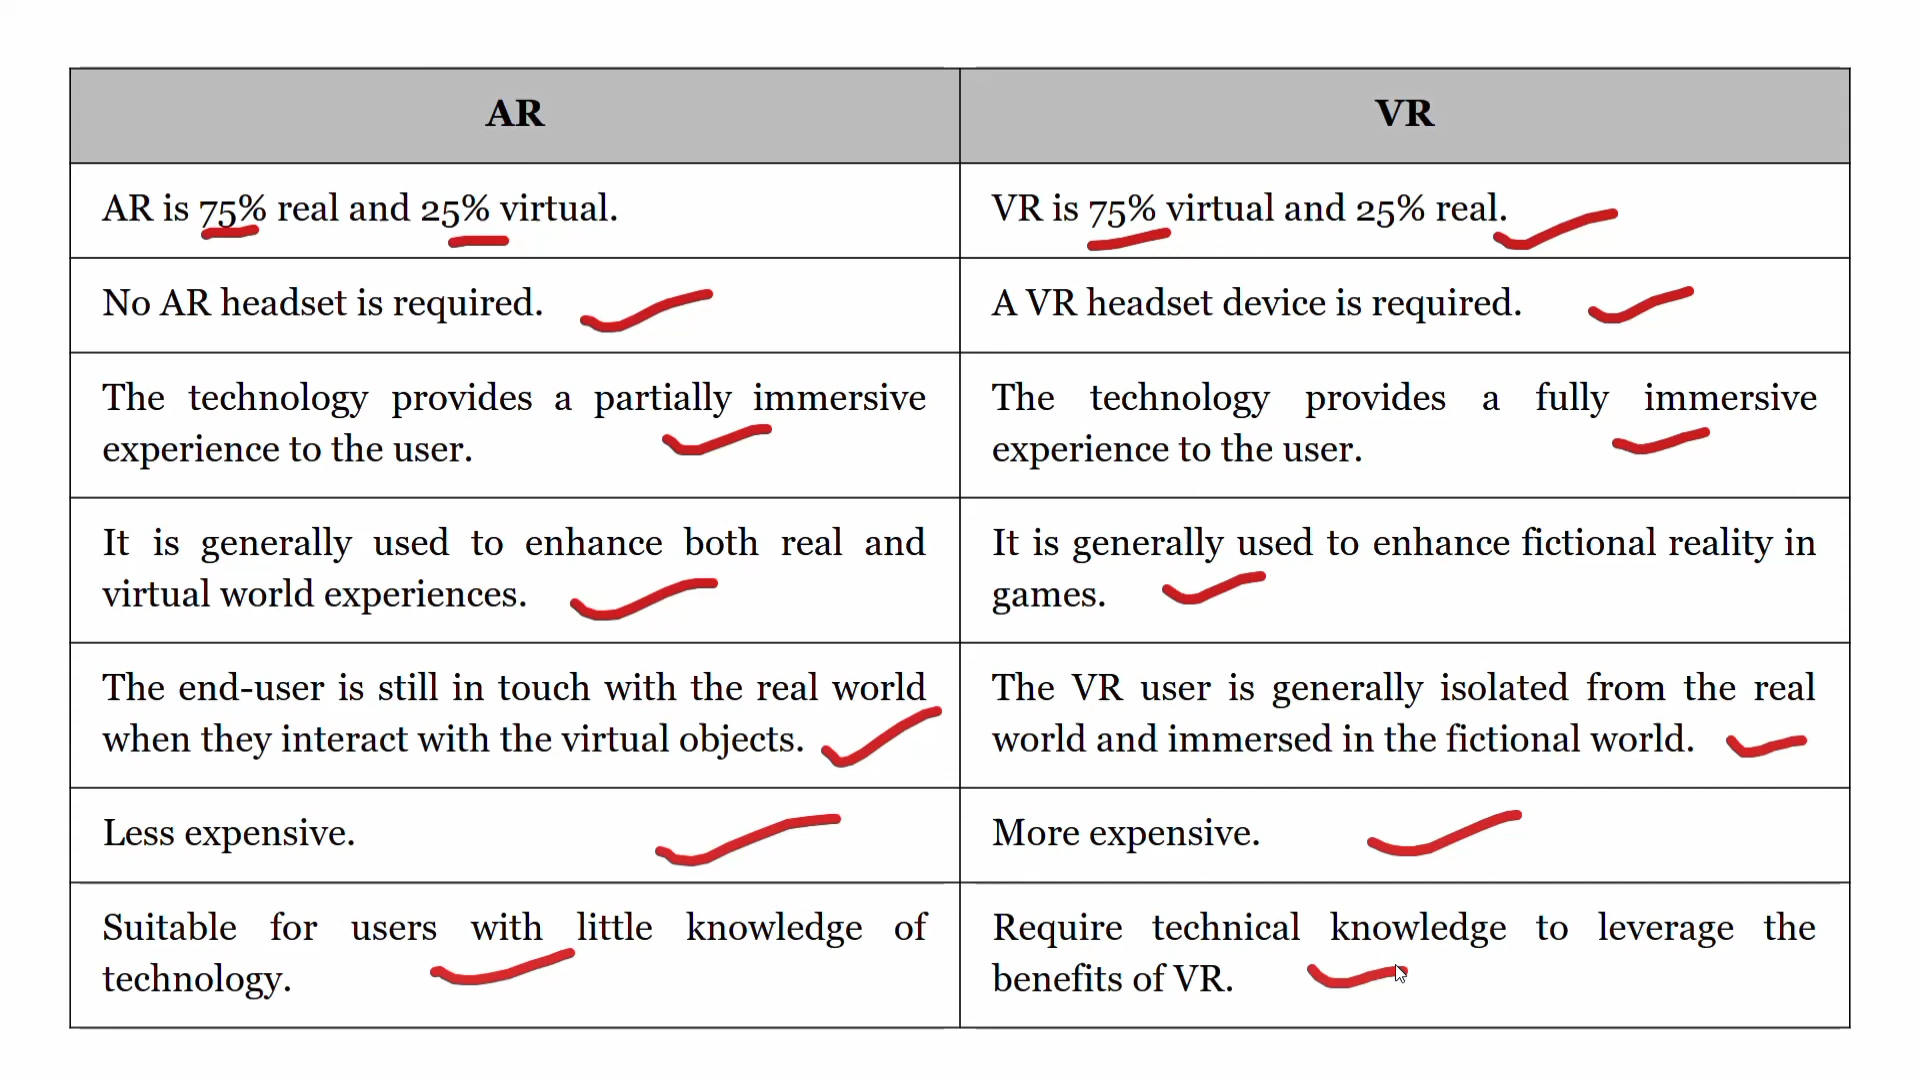 AR
VR
AR is 75% real and 25% virtual.
VR is 75% virtual and 25% real.
No AR headset is required.
A VR headset device is required.
The technology provides a partially immersive
experience to the user.
The technology provides a fully immersive
experience to the user.
It is generally used to enhance both real and
virtual world experiences.
It is generally used to enhance fictional reality in
games.
The end-user is still in touch with the real world
when they interact with the virtual objects.
The VR user is generally isolated from the real
world and immersed in the fictional world.
Less expensive.
More expensive.
Suitable for users with little knowledge of
technology.
Require technical knowledge to leverage the
benefits of VR.